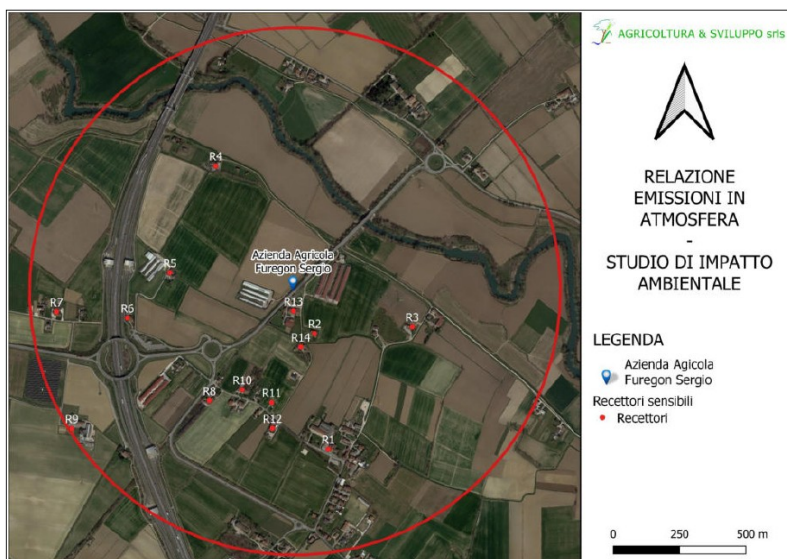 AGRICOLTURA & SVILUPPO srls
RELAZIONE
EMISSIONI IN
ATMOSFERA
-
STUDIO DI IMPATTO
AMBIENTALE
LEGENDA
Azienda Agicola
Furegon Sergio
Recettori sensibili
Recettori
0 250 500 m
R4
Azienda Agricola
Furegon Sergio
R5
R7
R6
R13
R2
R3
R14
R10
R8
R11
R9
R12
R1